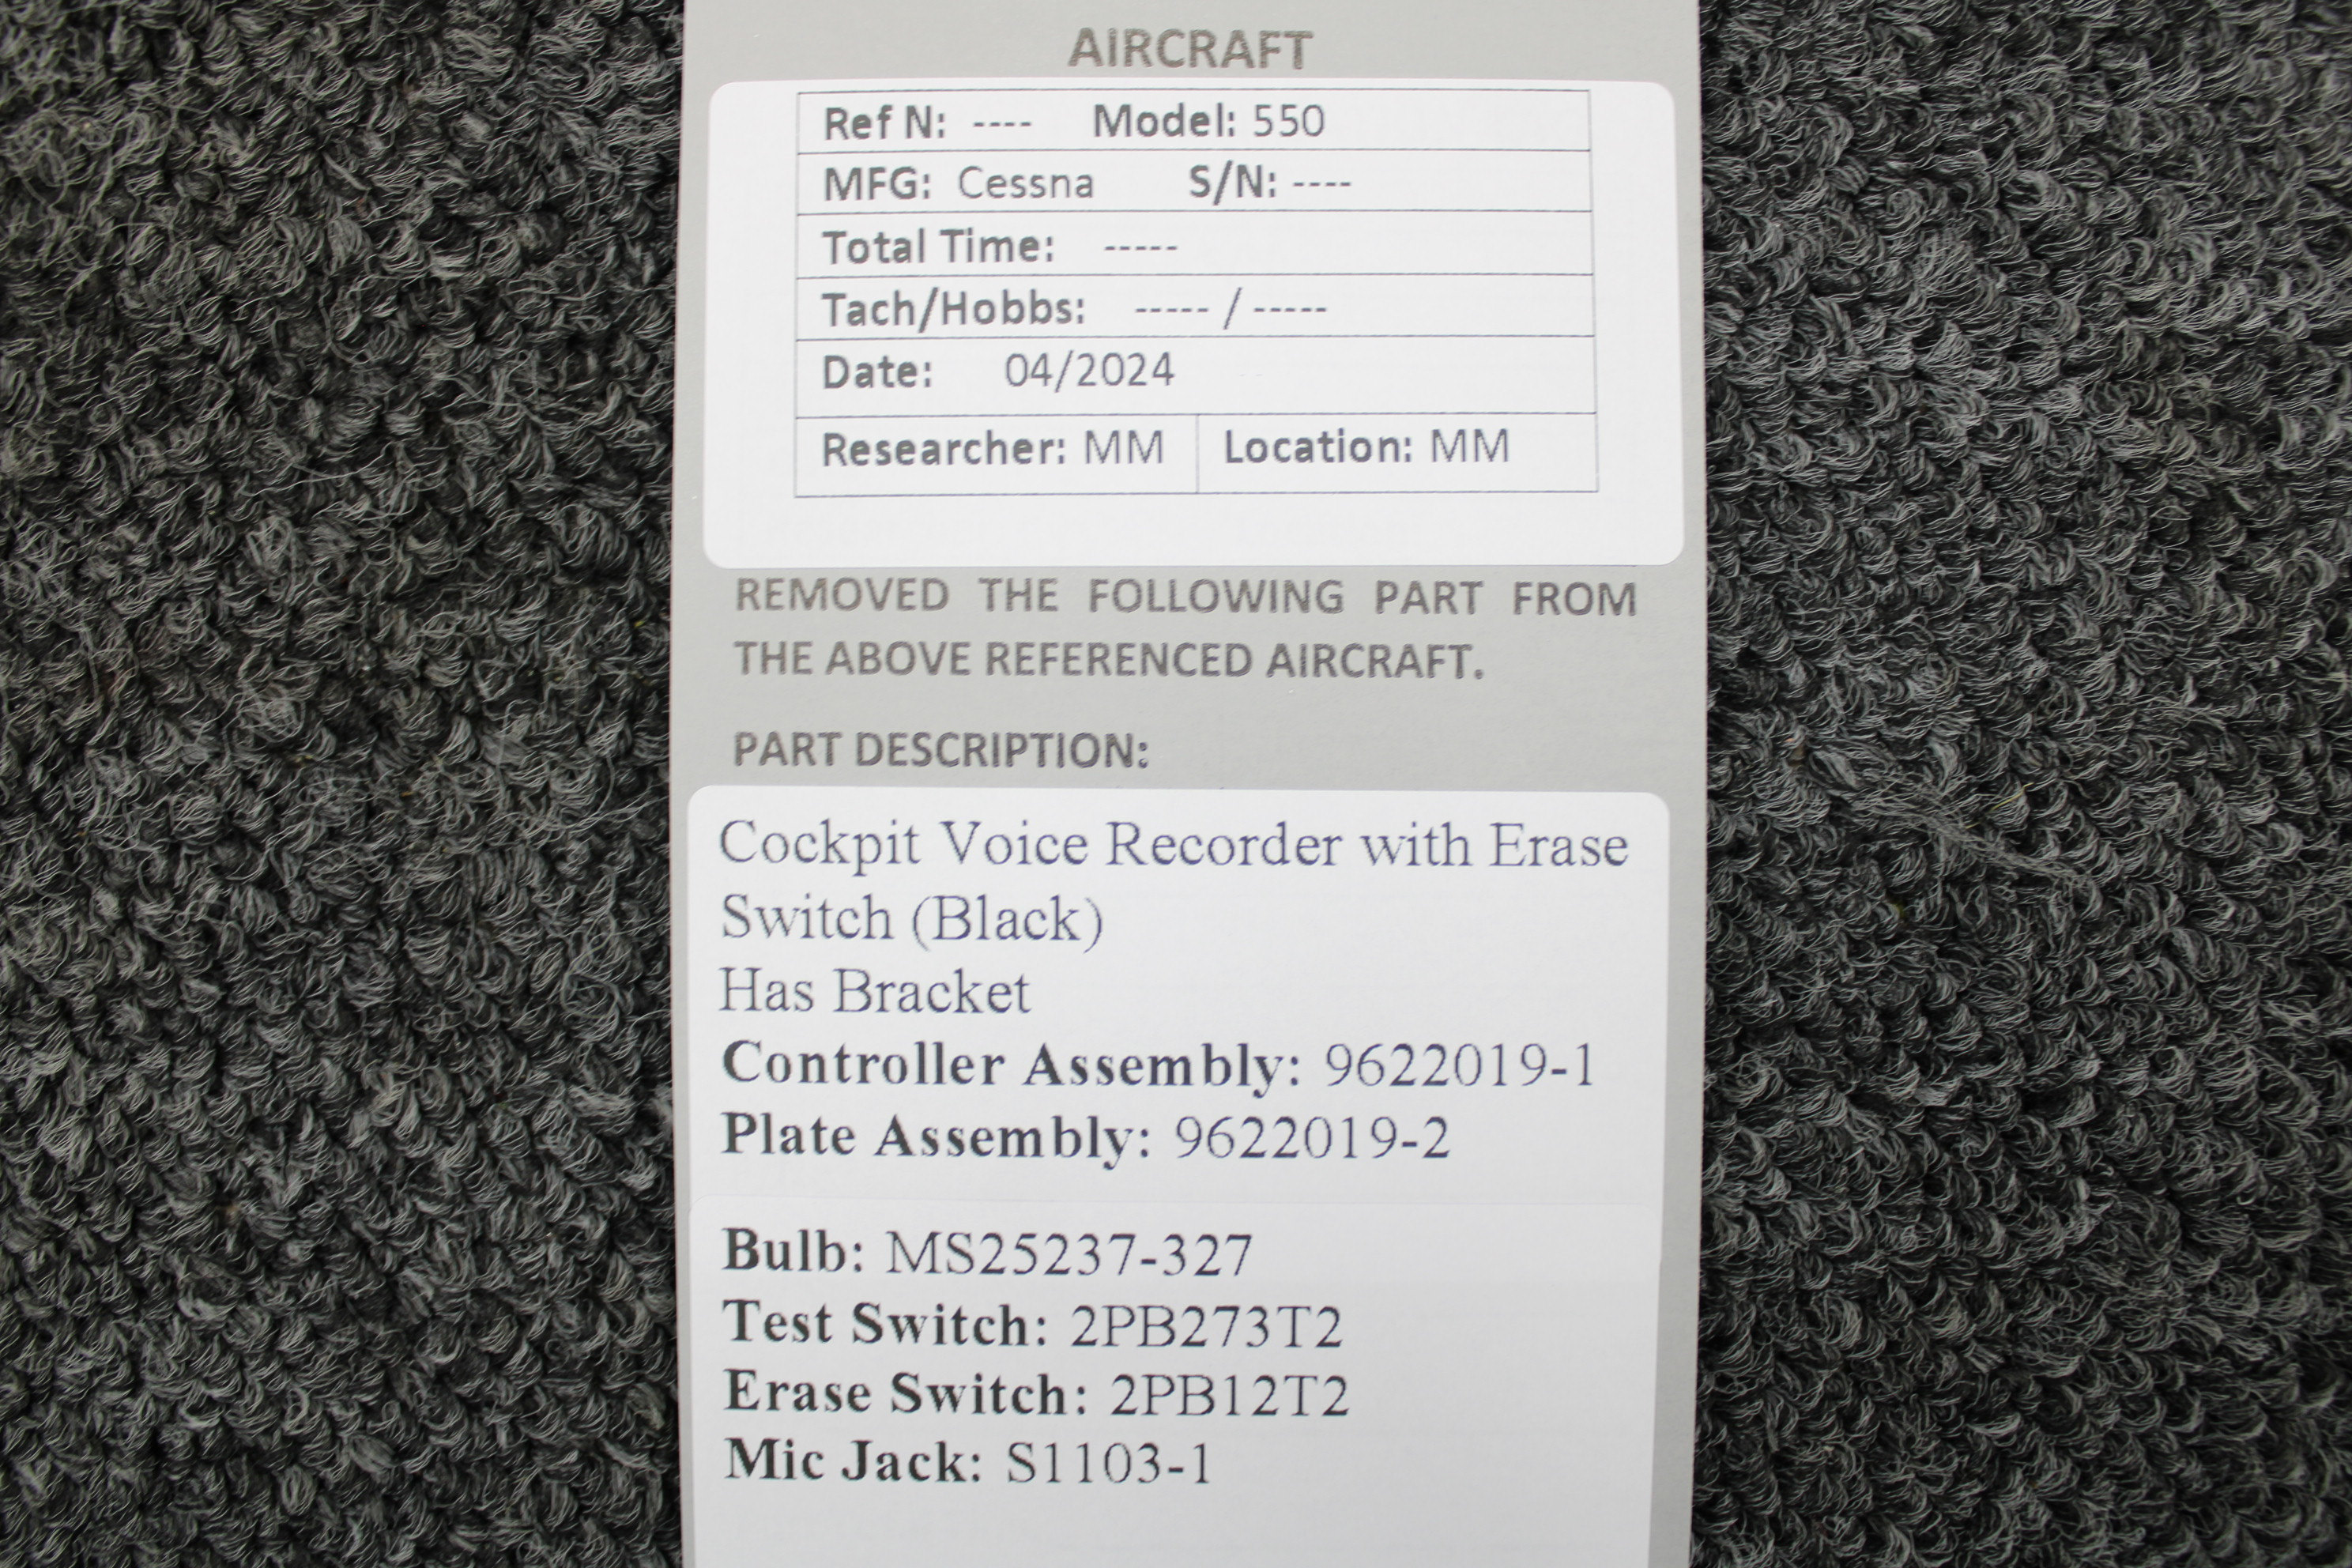 AIRCRAFT
Ref N: ---- Model: 550
MFG: Cessna S/N: ----
Total Time: -----
Tach/Hobbs: ----- / -----
Date: 04/2024
Researcher: MM Location: MM
REMOVED THE FOLLOWING PART FROM
THE ABOVE REFERENCED AIRCRAFT.
PART DESCRIPTION:
Cockpit Voice Recorder with Erase
Switch (Black)
Has Bracket
Controller Assembly: 9622019-1
Plate Assembly: 9622019-2
Bulb: MS25237-327
Test Switch: 2PB273T2
Erase Switch: 2PB12T2
Mic Jack: S1103-1